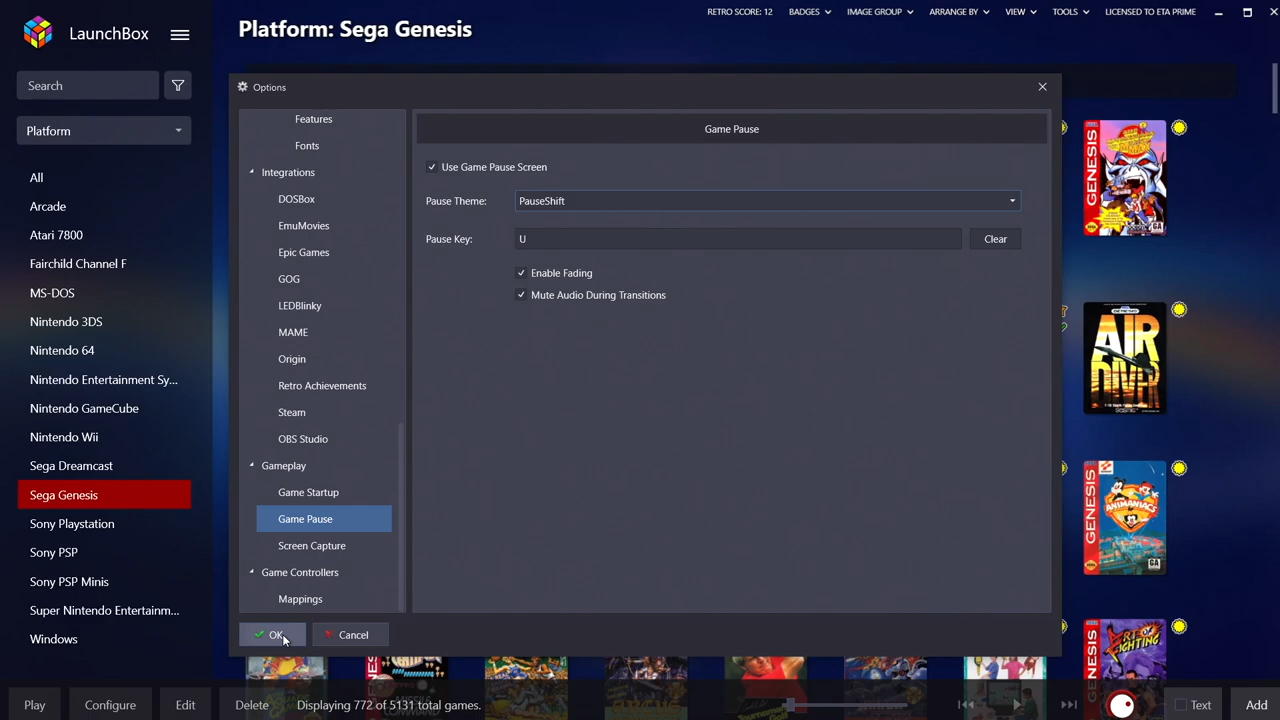 LaunchBox
Platform: Sega Genesis
RETRO SCORE: 12
BADGES
IMAGE GROUP
ARRANGE BY
VIEW
TOOLS
LICENSED TO ETA PRIME
Search
Platform
All
Arcade
Atari 7800
Fairchild Channel F
MS-DOS
Nintendo 3DS
Nintendo 64
Nintendo Entertainment Sy...
Nintendo GameCube
Nintendo Wii
Sega Dreamcast
Sega Genesis
Sony Playstation
Sony PSP
Sony PSP Minis
Super Nintendo Entertainm...
Windows
Options
Features
Fonts
Integrations
DOSBox
EmuMovies
Epic Games
GOG
LEDBlinky
MAME
Origin
Retro Achievements
Steam
OBS Studio
Gameplay
Game Startup
Game Pause
Screen Capture
Game Controllers
Mappings
Game Pause
Use Game Pause Screen
Pause Theme: PauseShift
Pause Key: U Clear
Enable Fading
Mute Audio During Transitions
OK
Cancel
GENESIS
AIR
DIVER
GENESIS
ANIMANIACS
GENESIS
FIGHTING
MISSILE
COMMAND
Play
Configure
Edit
Delete
Displaying 772 of 5131 total games.
Text
Add